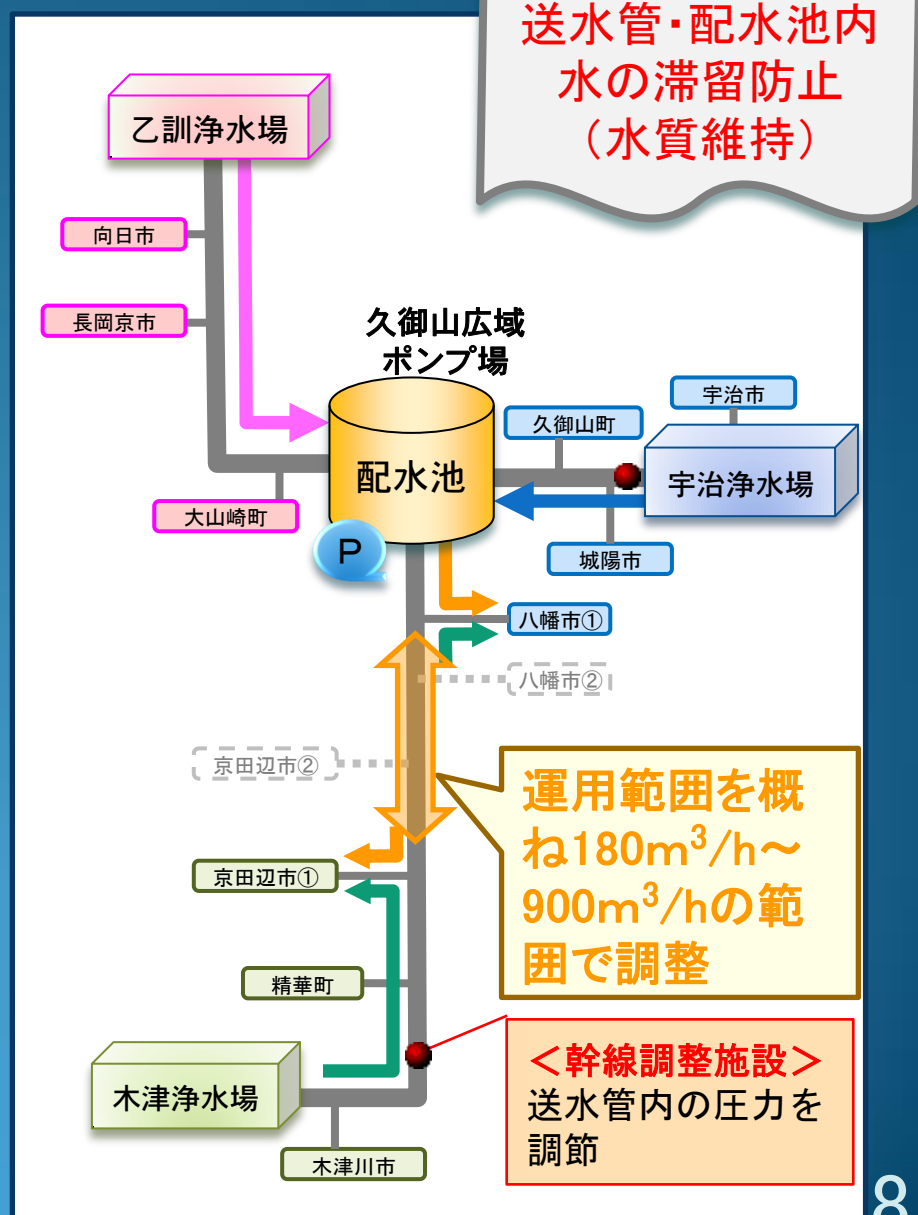 送水管・配水池内
水の滞留防止
（水質維持）
乙訓浄水場
向日市
長岡京市
久御山広域
ポンプ場
宇治市
久御山町
配水池
宇治浄水場
大山崎町
P
城陽市
八幡市①
八幡市②
京田辺市②
運用範囲を概
ね180m³/h～
900m³/hの範
囲で調整
京田辺市①
精華町
＜幹線調整施設＞
送水管内の圧力を
調節
木津浄水場
木津川市
8